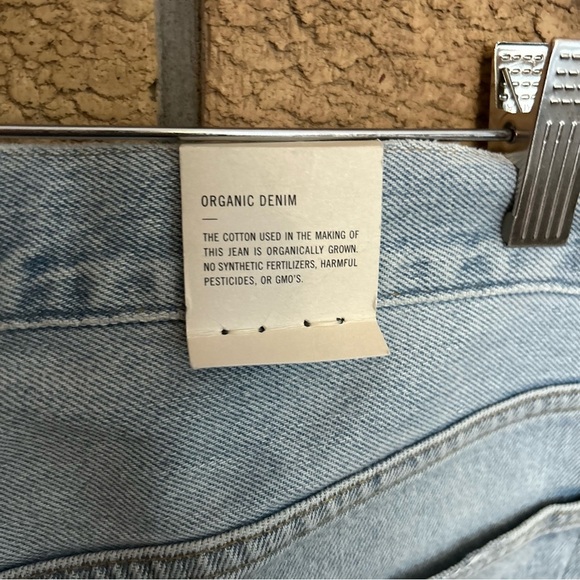 ORGANIC DENIM
THE COTTON USED IN THE MAKING OF
THIS JEAN IS ORGANICALLY GROWN.
NO SYNTHETIC FERTILIZERS, HARMFUL
PESTICIDES, OR GMO'S.